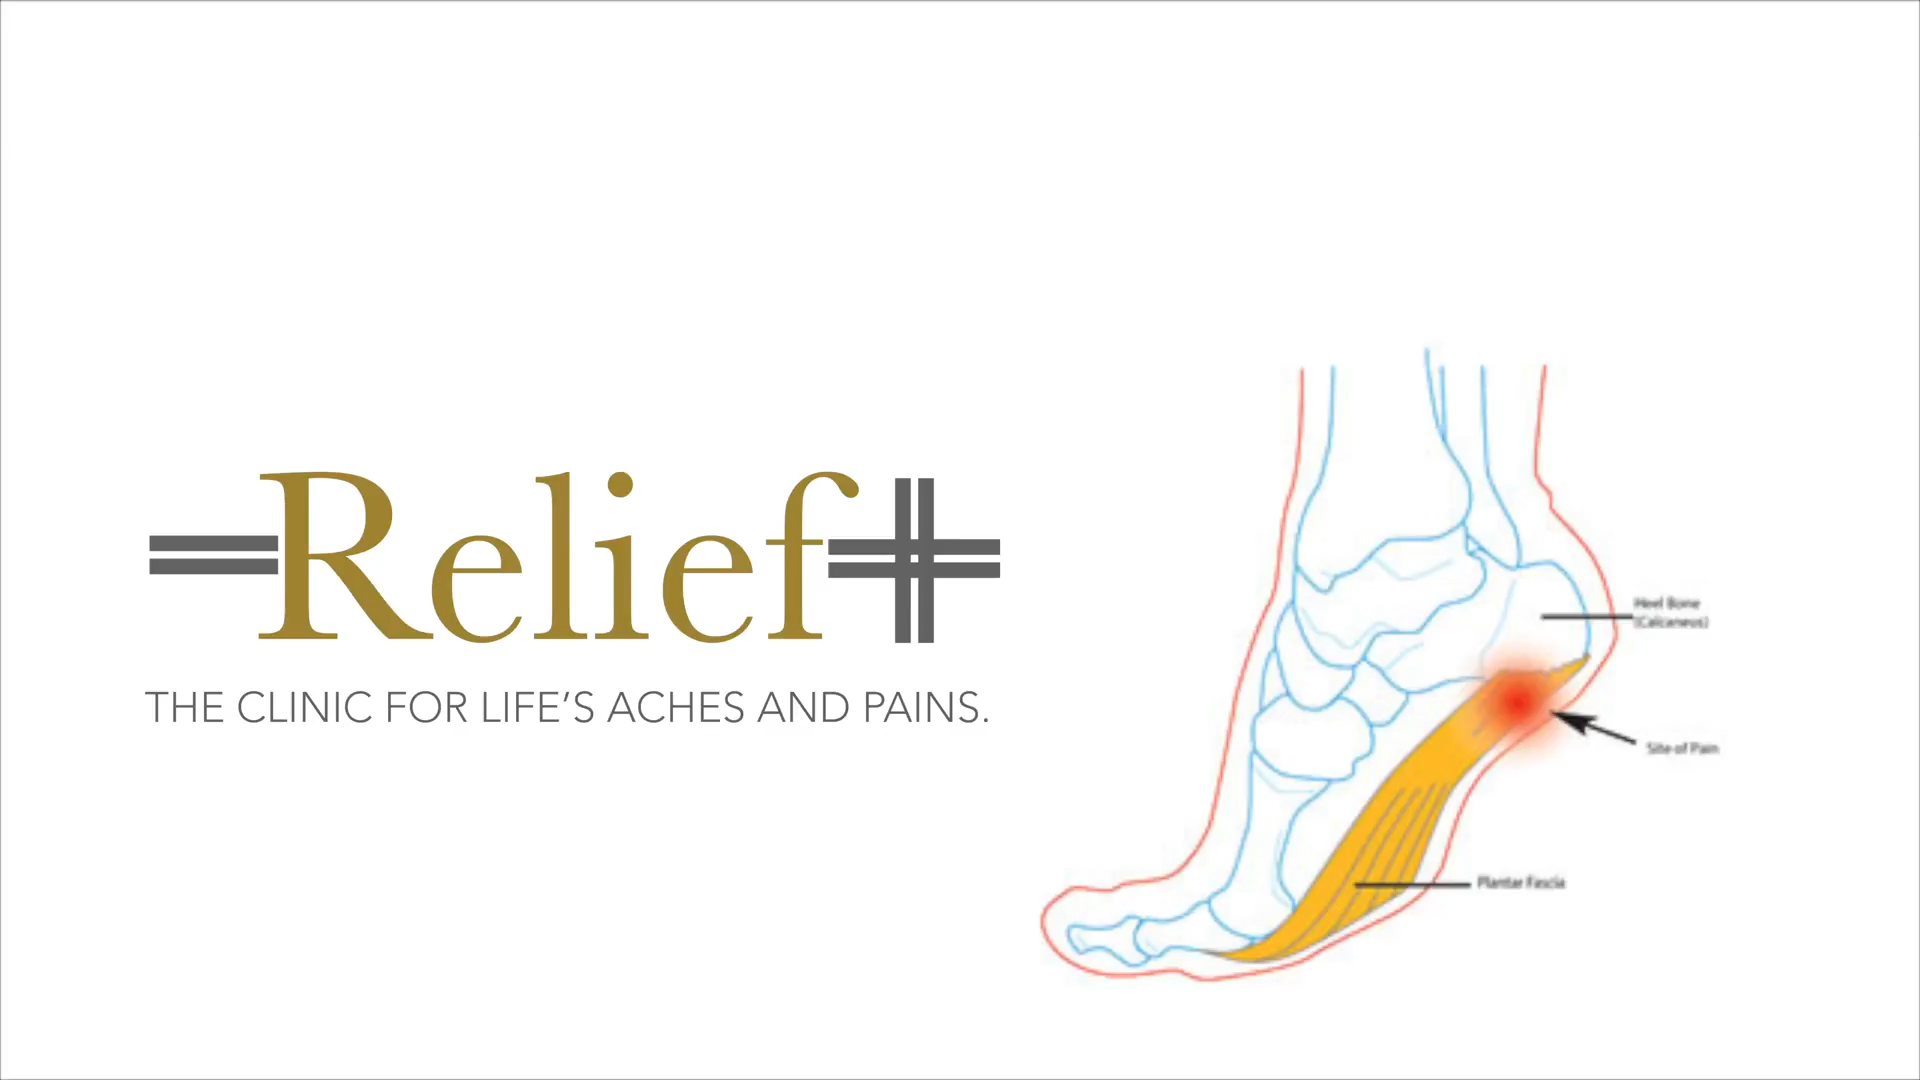 Relief
THE CLINIC FOR LIFE’S ACHES AND PAINS.
Heel Bone
(Calcaneus)
Site of Pain
Plantar Fascia